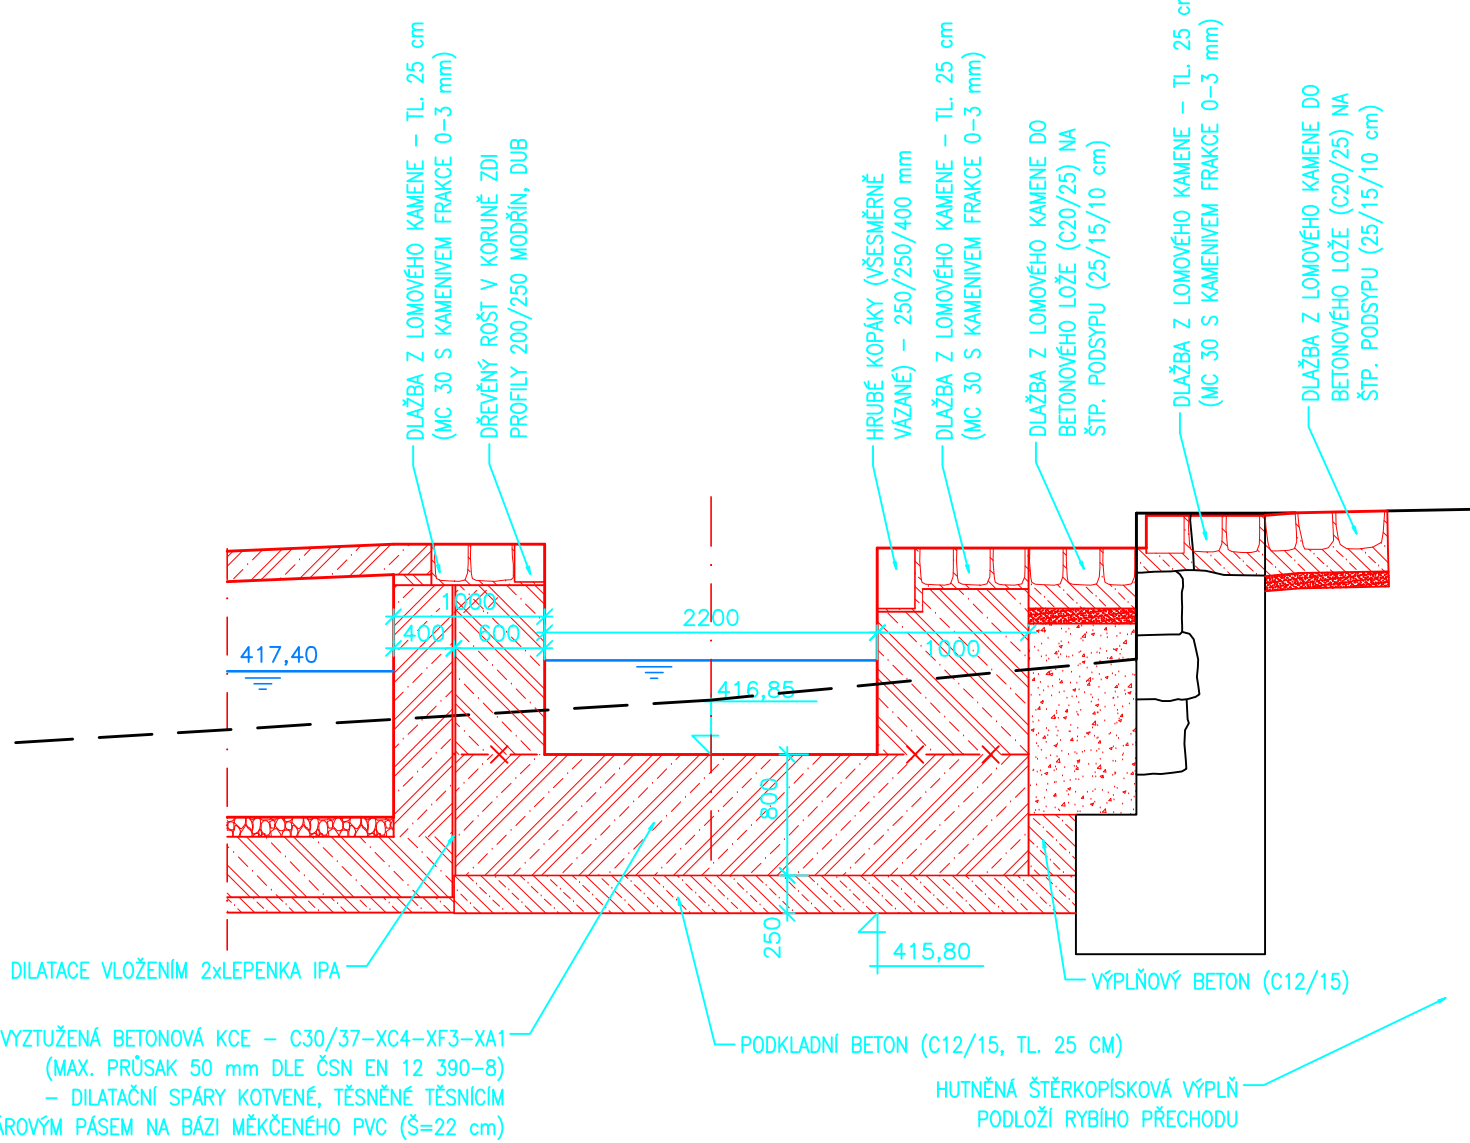 DLAŽBA Z LOMOVÉHO KAMENE – TL. 25 cm
(MC 30 S KAMENIVEM FRAKCE 0–3 mm)
DŘEVĚNÝ ROŠT V KORUNĚ ZDI
PROFILY 200/250 MODŘÍN, DUB
HRUBÉ KOPÁKY (VŠESMĚRNĚ
VÁZANÉ) – 250/250/400 mm
DLAŽBA Z LOMOVÉHO KAMENE – TL. 25 cm
(MC 30 S KAMENIVEM FRAKCE 0–3 mm)
DLAŽBA Z LOMOVÉHO KAMENE DO
BETONOVÉHO LOŽE (C20/25) NA
ŠTP. PODSYPU (25/15/10 cm)
DLAŽBA Z LOMOVÉHO KAMENE – TL. 25 cm
(MC 30 S KAMENIVEM FRAKCE 0–3 mm)
DLAŽBA Z LOMOVÉHO KAMENE DO
BETONOVÉHO LOŽE (C20/25) NA
ŠTP. PODSYPU (25/15/10 cm)
1000
400
600
2200
1000
417,40
416,85
800
250
415,80
DILATACE VLOŽENÍM 2xLEPENKA IPA
VÝPLŇOVÝ BETON (C12/15)
VYZTUŽENÁ BETONOVÁ KCE – C30/37–XC4–XF3–XA1
(MAX. PRŮSAK 50 mm DLE ČSN EN 12 390–8)
– DILATAČNÍ SPÁRY KOTVENÉ, TĚSNĚNÉ TĚSNÍCÍM
ÁROVÝM PÁSEM NA BÁZI MĚKČENÉHO PVC (Š=22 cm)
PODKLADNÍ BETON (C12/15, TL. 25 CM)
HUTNĚNÁ ŠTĚRKOPÍSKOVÁ VÝPLŇ
PODLOŽÍ RYBÍHO PŘECHODU